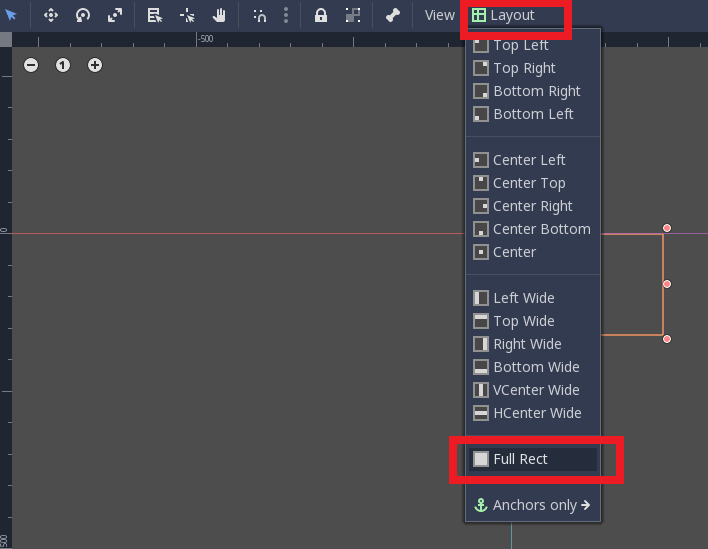 View Layout
-500
1
Top Left
Top Right
Bottom Right
Bottom Left
Center Left
Center Top
Center Right
Center Bottom
Center
Left Wide
Top Wide
Right Wide
Bottom Wide
VCenter Wide
HCenter Wide
Full Rect
Anchors only
0
500